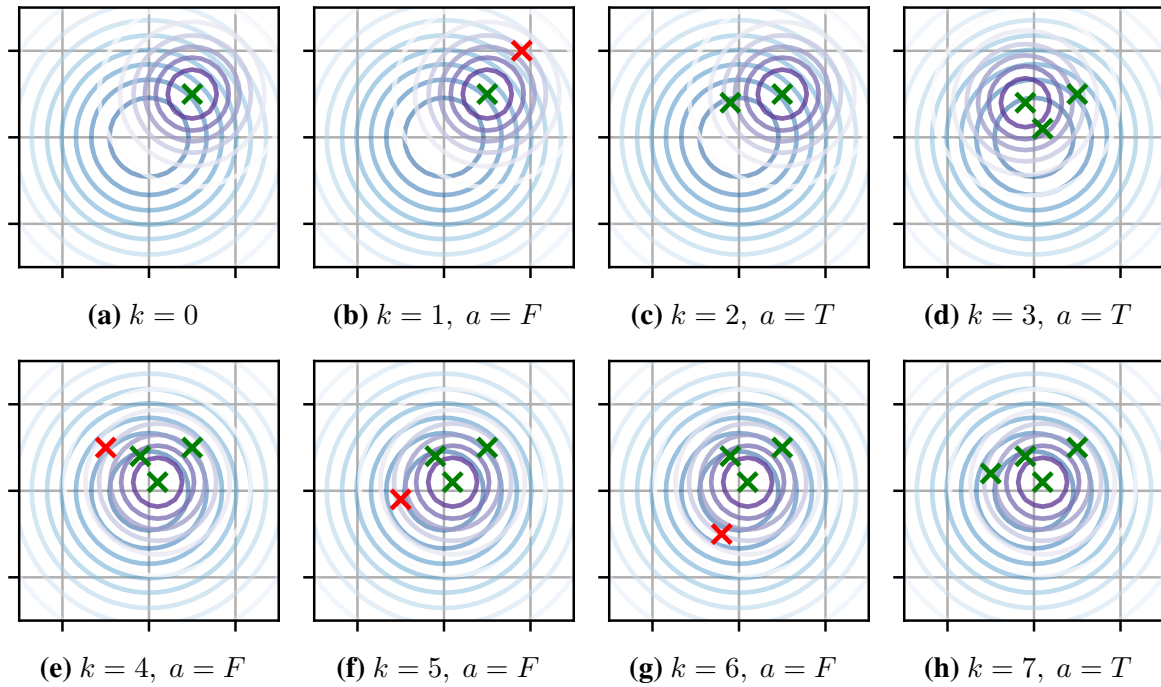 (a) k = 0
(b) k = 1, a = F
(c) k = 2, a = T
(d) k = 3, a = T
(e) k = 4, a = F
(f) k = 5, a = F
(g) k = 6, a = F
(h) k = 7, a = T